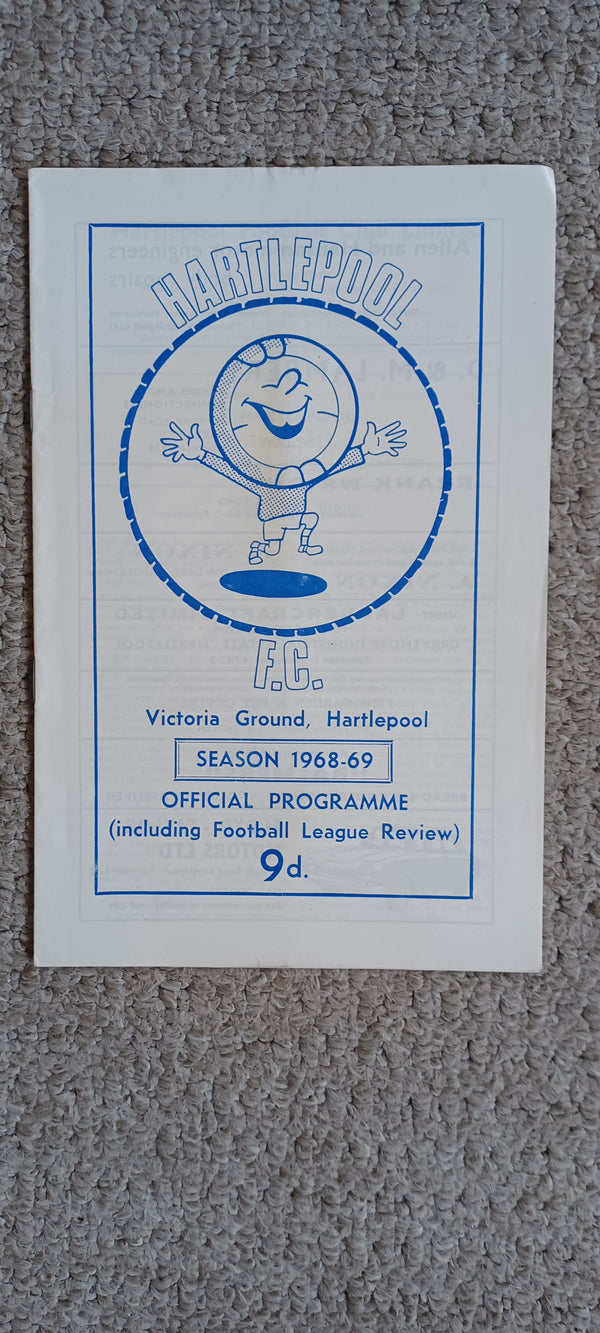 HARTLEPOOL
F.C.
Victoria Ground, Hartlepool
SEASON 1968-69
OFFICIAL PROGRAMME
(including Football League Review)
9d.